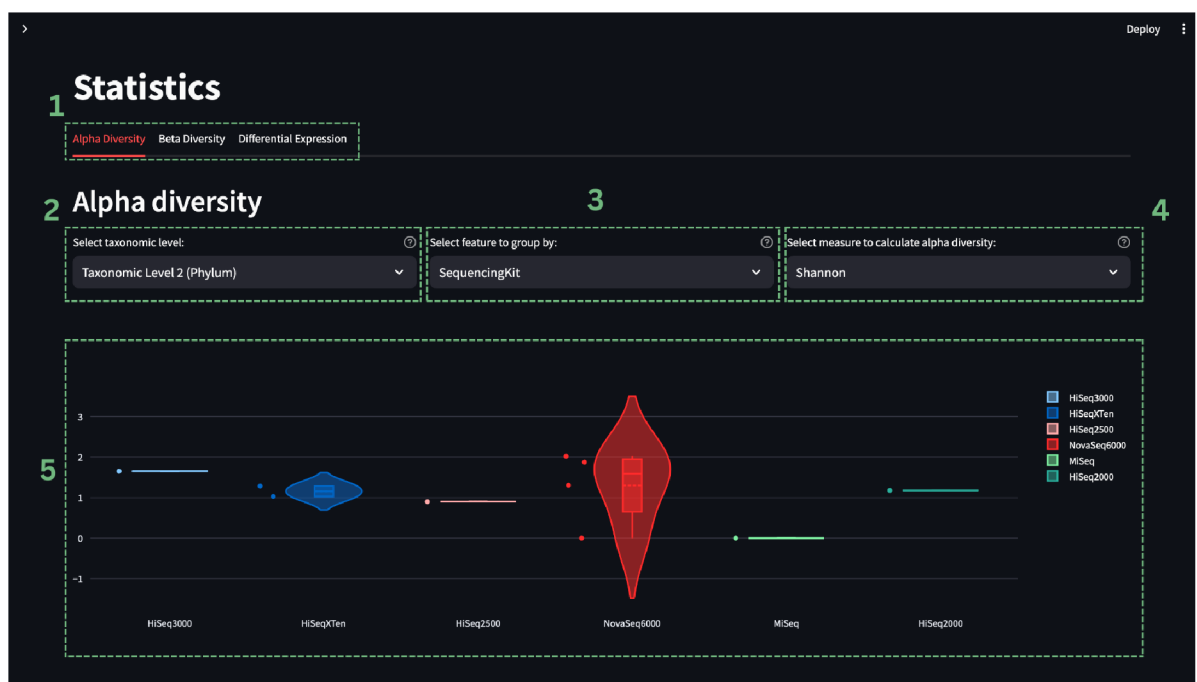 Deploy
Statistics
1
Alpha Diversity Beta Diversity Differential Expression
Alpha diversity
2
3
4
Select taxonomic level:
Select feature to group by:
Select measure to calculate alpha diversity:
Taxonomic Level 2 (Phylum)
SequencingKit
Shannon
5
3
2
1
0
−1
HiSeq3000
HiSeqXTen
HiSeq2500
NovaSeq6000
MiSeq
HiSeq2000
HiSeq3000
HiSeqXTen
HiSeq2500
NovaSeq6000
MiSeq
HiSeq2000